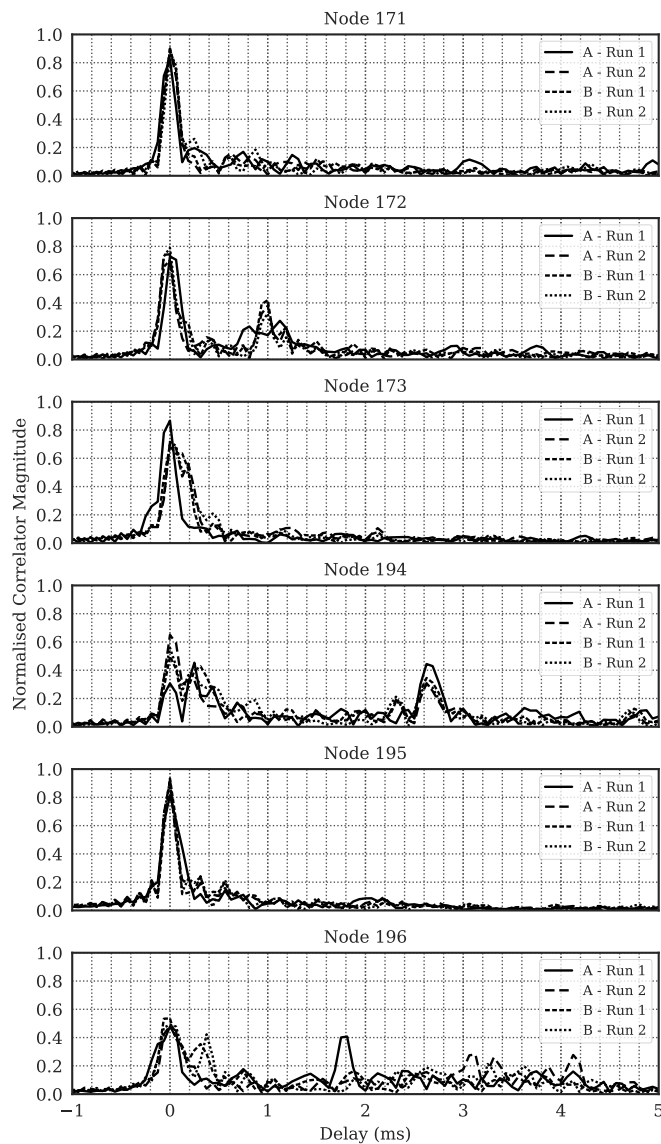 Node 171
1.0
0.8
0.6
0.4
0.2
0.0
A - Run 1
A - Run 2
B - Run 1
B - Run 2
Node 172
1.0
0.8
0.6
0.4
0.2
0.0
A - Run 1
A - Run 2
B - Run 1
B - Run 2
Node 173
1.0
0.8
0.6
0.4
0.2
0.0
A - Run 1
A - Run 2
B - Run 1
B - Run 2
Normalised Correlator Magnitude
Node 194
1.0
0.8
0.6
0.4
0.2
0.0
A - Run 1
A - Run 2
B - Run 1
B - Run 2
Node 195
1.0
0.8
0.6
0.4
0.2
0.0
A - Run 1
A - Run 2
B - Run 1
B - Run 2
Node 196
1.0
0.8
0.6
0.4
0.2
0.0
A - Run 1
A - Run 2
B - Run 1
B - Run 2
−1 0 1 2 3 4 5
Delay (ms)